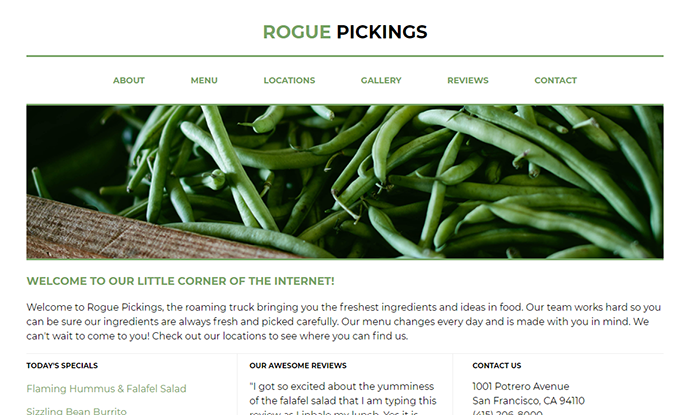 ROGUE PICKINGS
ABOUT MENU LOCATIONS GALLERY REVIEWS CONTACT
WELCOME TO OUR LITTLE CORNER OF THE INTERNET!
Welcome to Rogue Pickings, the roaming truck bringing you the freshest ingredients and ideas in food. Our team works hard so you
can be sure our ingredients are always fresh and picked carefully. Our menu changes every day and is made with you in mind. We
can't wait to come to you! Check out our locations to see where you can find us.
TODAY'S SPECIALS
Flaming Hummus & Falafel Salad
Sizzling Bean Burrito
OUR AWESOME REVIEWS
"I got so excited about the yumminess
of the falafel salad that I am typing this
review as I inhale my lunch. Yes it is
CONTACT US
1001 Potrero Avenue
San Francisco, CA 94110
(415) 206-8000